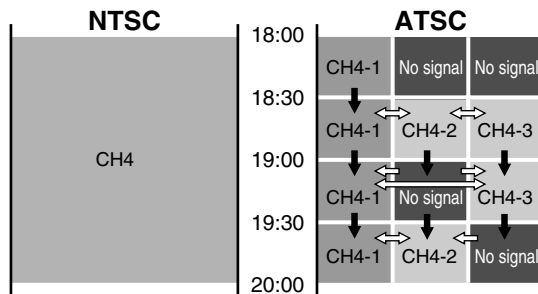 NTSC
ATSC
18:00
CH4-1 No signal No signal
18:30
CH4-1 CH4-2 CH4-3
CH4
19:00
CH4-1 No signal CH4-3
19:30
CH4-1 CH4-2 No signal
20:00